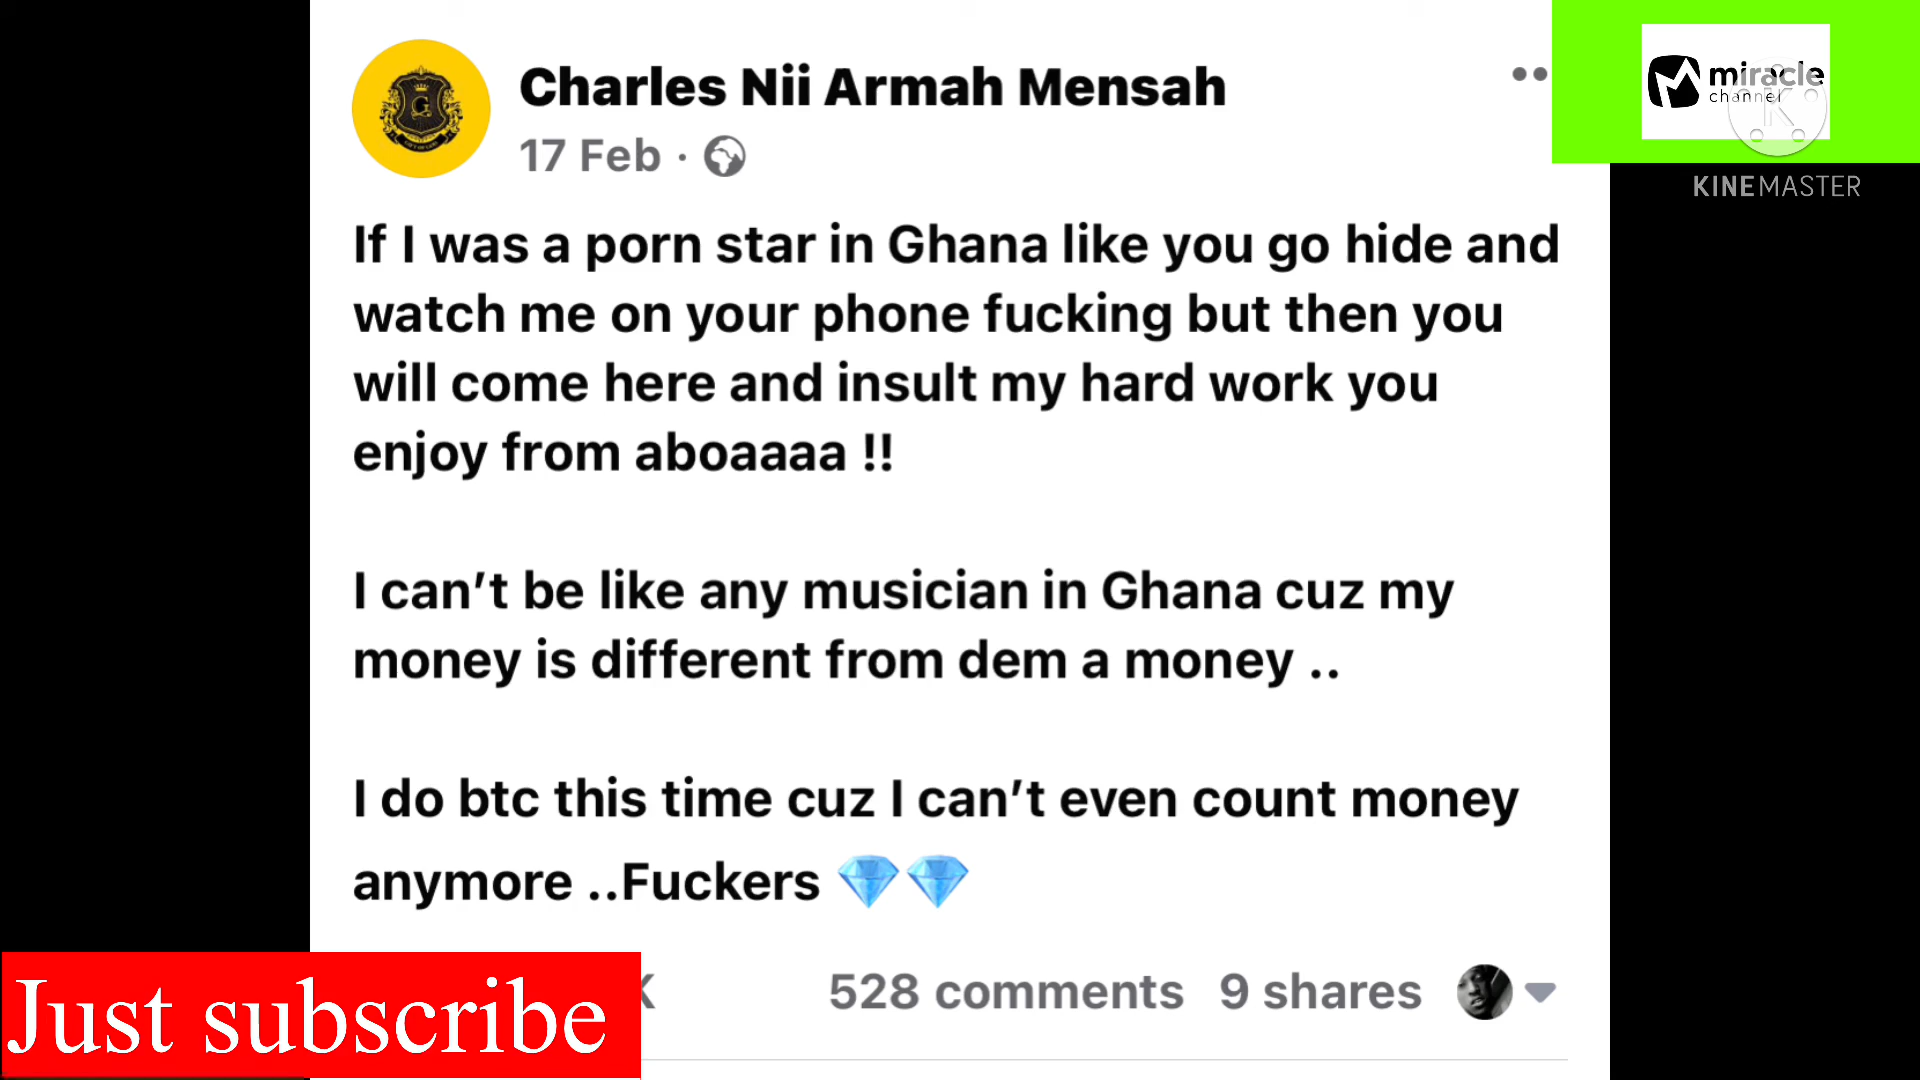 Charles Nii Armah Mensah
17 Feb ·
If I was a porn star in Ghana like you go hide and
watch me on your phone fucking but then you
will come here and insult my hard work you
enjoy from aboaaaa !!
I can’t be like any musician in Ghana cuz my
money is different from dem a money ..
I do btc this time cuz I can’t even count money
anymore ..Fuckers 💎💎
K
528 comments 9 shares
Just subscribe
miracle
channel
K
KINEMASTER